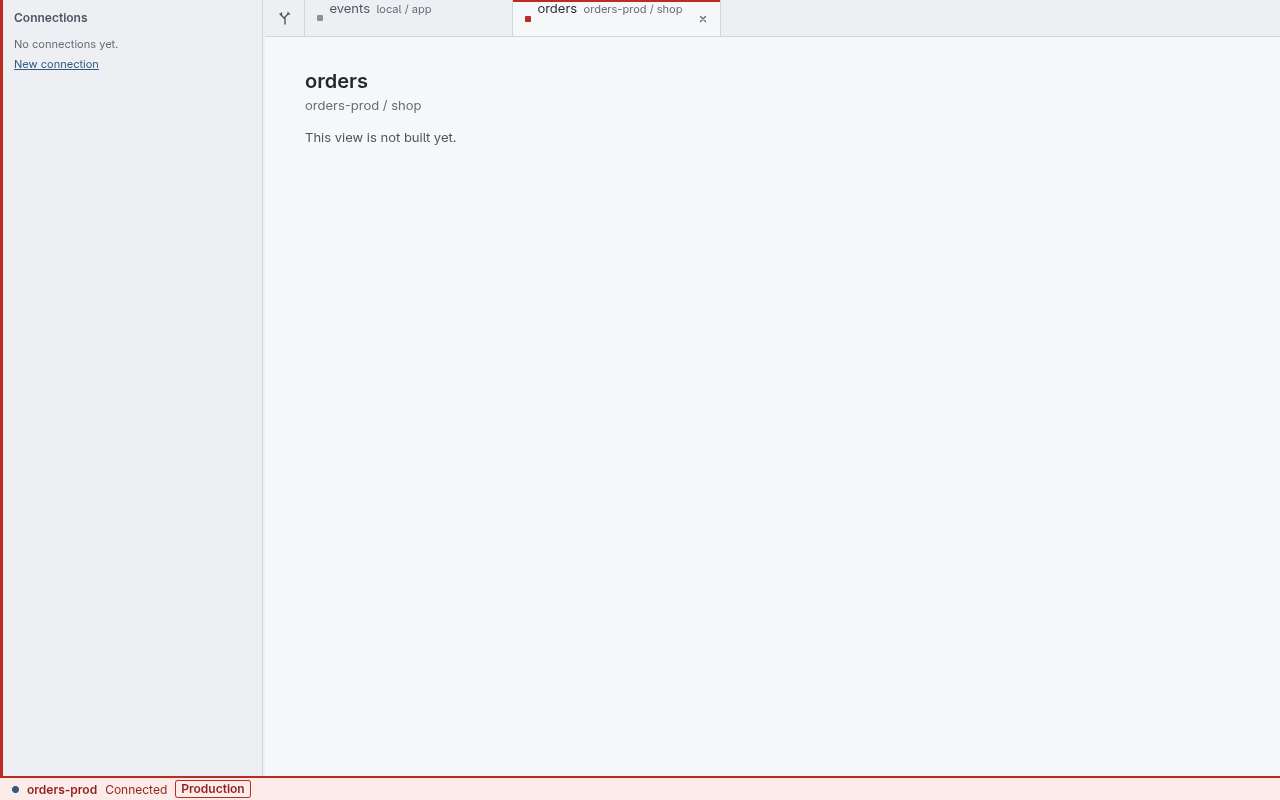 Connections
No connections yet.
New connection
events local / app
orders orders-prod / shop
orders
orders-prod / shop
This view is not built yet.
orders-prod Connected Production